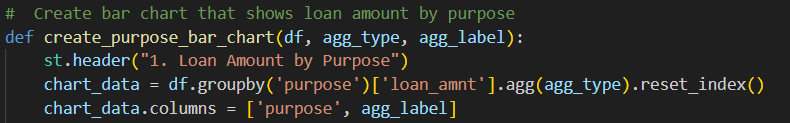 #  Create bar chart that shows loan amount by purpose
def create_purpose_bar_chart(df, agg_type, agg_label):
    st.header("1. Loan Amount by Purpose")
    chart_data = df.groupby('purpose')['loan_amnt'].agg(agg_type).reset_index()
    chart_data.columns = ['purpose', agg_label]